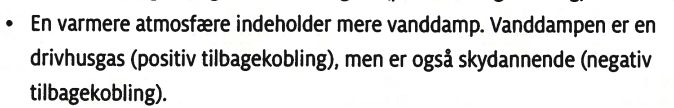 • En varmere atmosfære indeholder mere vanddamp. Vanddampen er en
drivhusgas (positiv tilbagekobling), men er også skydannende (negativ
tilbagekobling).